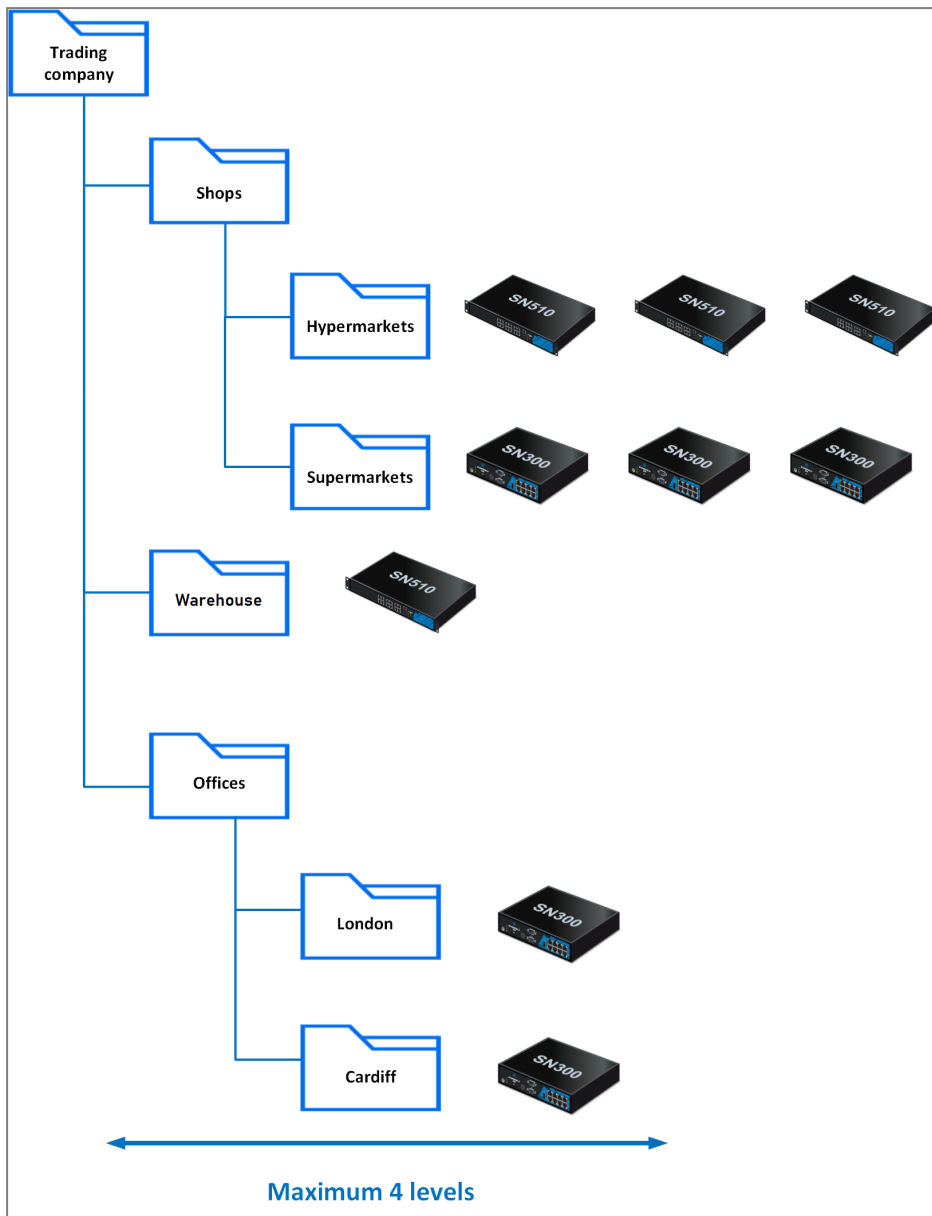 Trading
company
Shops
Hypermarkets
SN510
SN510
SN510
Supermarkets
SN300
SN300
SN300
Warehouse
SN510
Offices
London
SN300
Cardiff
SN300
Maximum 4 levels